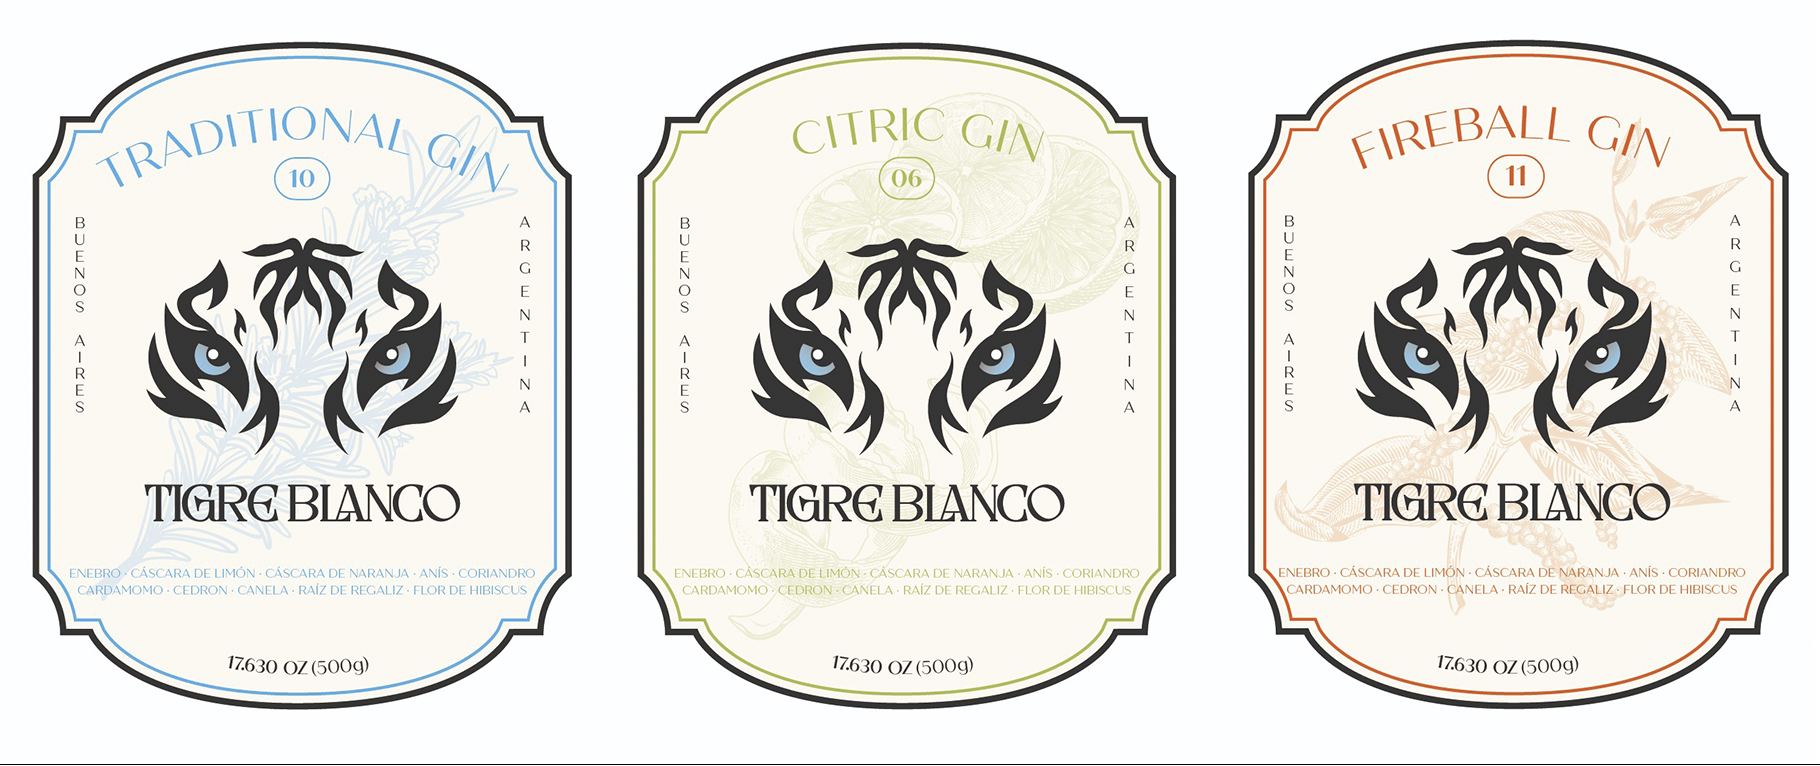 TRADITIONAL GIN
10
BUENOS AIRES
ARGENTINA
TIGRE BLANCO
ENEBRO · CÁSCARA DE LIMÓN · CÁSCARA DE NARANJA · ANÍS · CORIANDRO
CARDAMOMO · CEDRON · CANELA · RAÍZ DE REGALIZ · FLOR DE HIBISCUS
17.630 OZ (500g)
CITRIC GIN
06
BUENOS AIRES
ARGENTINA
TIGRE BLANCO
ENEBRO · CÁSCARA DE LIMÓN · CÁSCARA DE NARANJA · ANÍS · CORIANDRO
CARDAMOMO · CEDRON · CANELA · RAÍZ DE REGALIZ · FLOR DE HIBISCUS
17.630 OZ (500g)
FIREBALL GIN
11
BUENOS AIRES
ARGENTINA
TIGRE BLANCO
ENEBRO · CÁSCARA DE LIMÓN · CÁSCARA DE NARANJA · ANÍS · CORIANDRO
CARDAMOMO · CEDRON · CANELA · RAÍZ DE REGALIZ · FLOR DE HIBISCUS
17.630 OZ (500g)